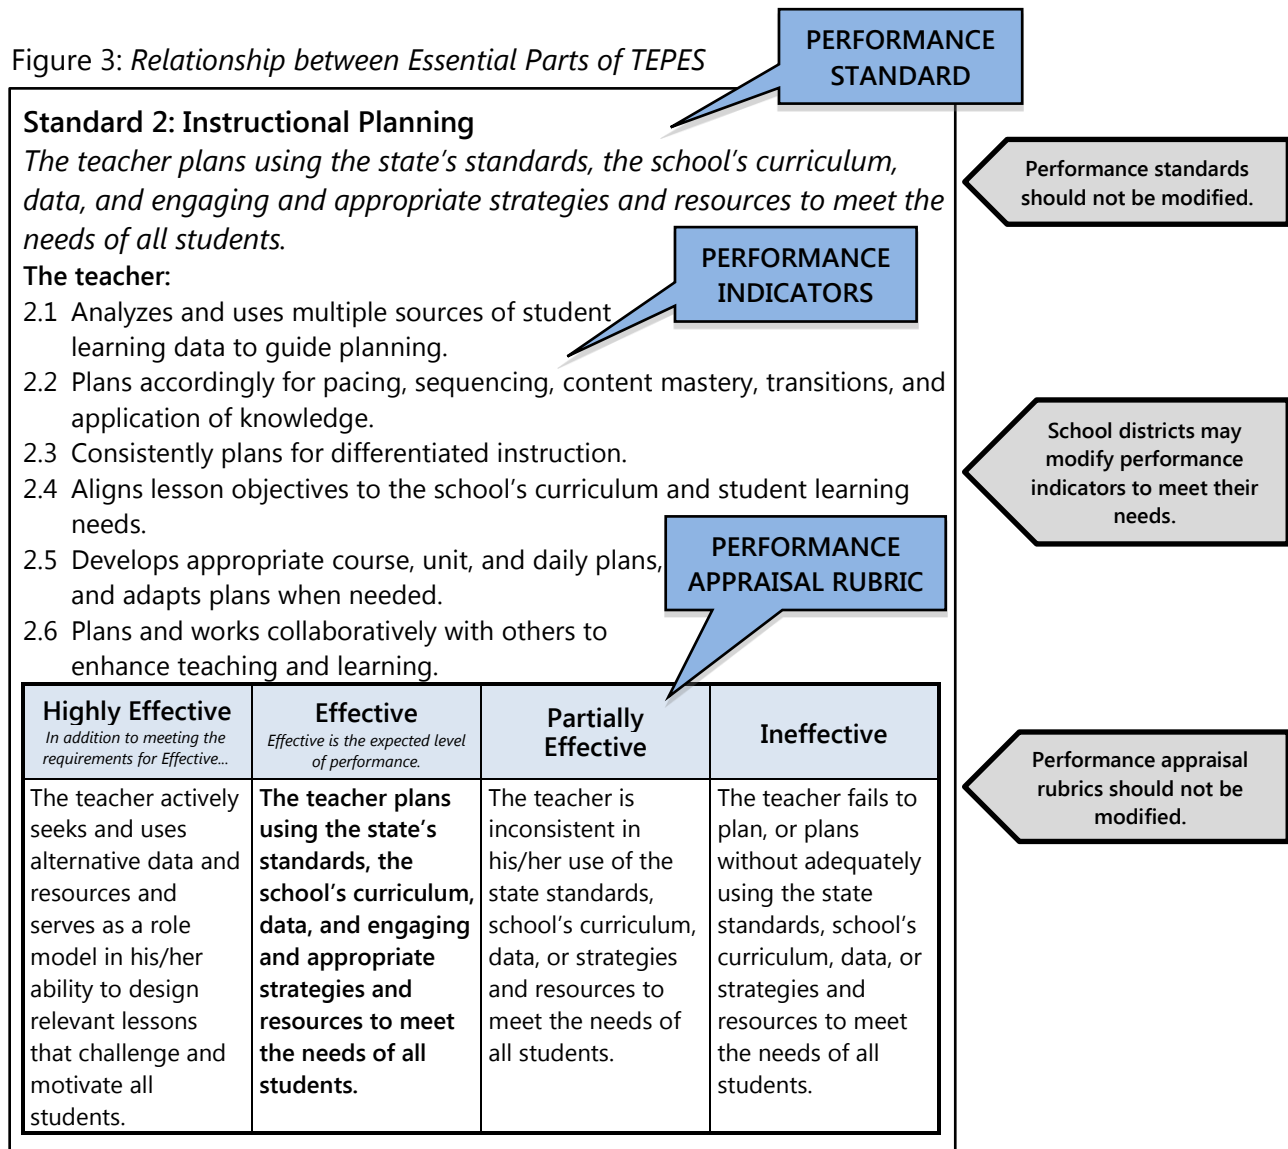 Figure 3: Relationship between Essential Parts of TEPES
PERFORMANCE
STANDARD
Standard 2: Instructional Planning
The teacher plans using the state’s standards, the school’s curriculum,
data, and engaging and appropriate strategies and resources to meet the
needs of all students.
Performance standards
should not be modified.
PERFORMANCE
INDICATORS
The teacher:
2.1 Analyzes and uses multiple sources of student
learning data to guide planning.
2.2 Plans accordingly for pacing, sequencing, content mastery, transitions, and
application of knowledge.
2.3 Consistently plans for differentiated instruction.
2.4 Aligns lesson objectives to the school’s curriculum and student learning
needs.
School districts may
modify performance
indicators to meet their
needs.
PERFORMANCE
APPRAISAL RUBRIC
2.5 Develops appropriate course, unit, and daily plans,
and adapts plans when needed.
2.6 Plans and works collaboratively with others to
enhance teaching and learning.
Highly Effective
In addition to meeting the
requirements for Effective...
Effective
Effective is the expected level
of performance.
Partially
Effective
Ineffective
The teacher actively
seeks and uses
alternative data and
resources and
serves as a role
model in his/her
ability to design
relevant lessons
that challenge and
motivate all
students.
The teacher plans
using the state’s
standards, the
school’s curriculum,
data, and engaging
and appropriate
strategies and
resources to meet
the needs of all
students.
The teacher is
inconsistent in
his/her use of the
state standards,
school’s curriculum,
data, or strategies
and resources to
meet the needs of
all students.
The teacher fails to
plan, or plans
without adequately
using the state
standards, school’s
curriculum, data, or
strategies and
resources to meet
the needs of all
students.
Performance appraisal
rubrics should not be
modified.